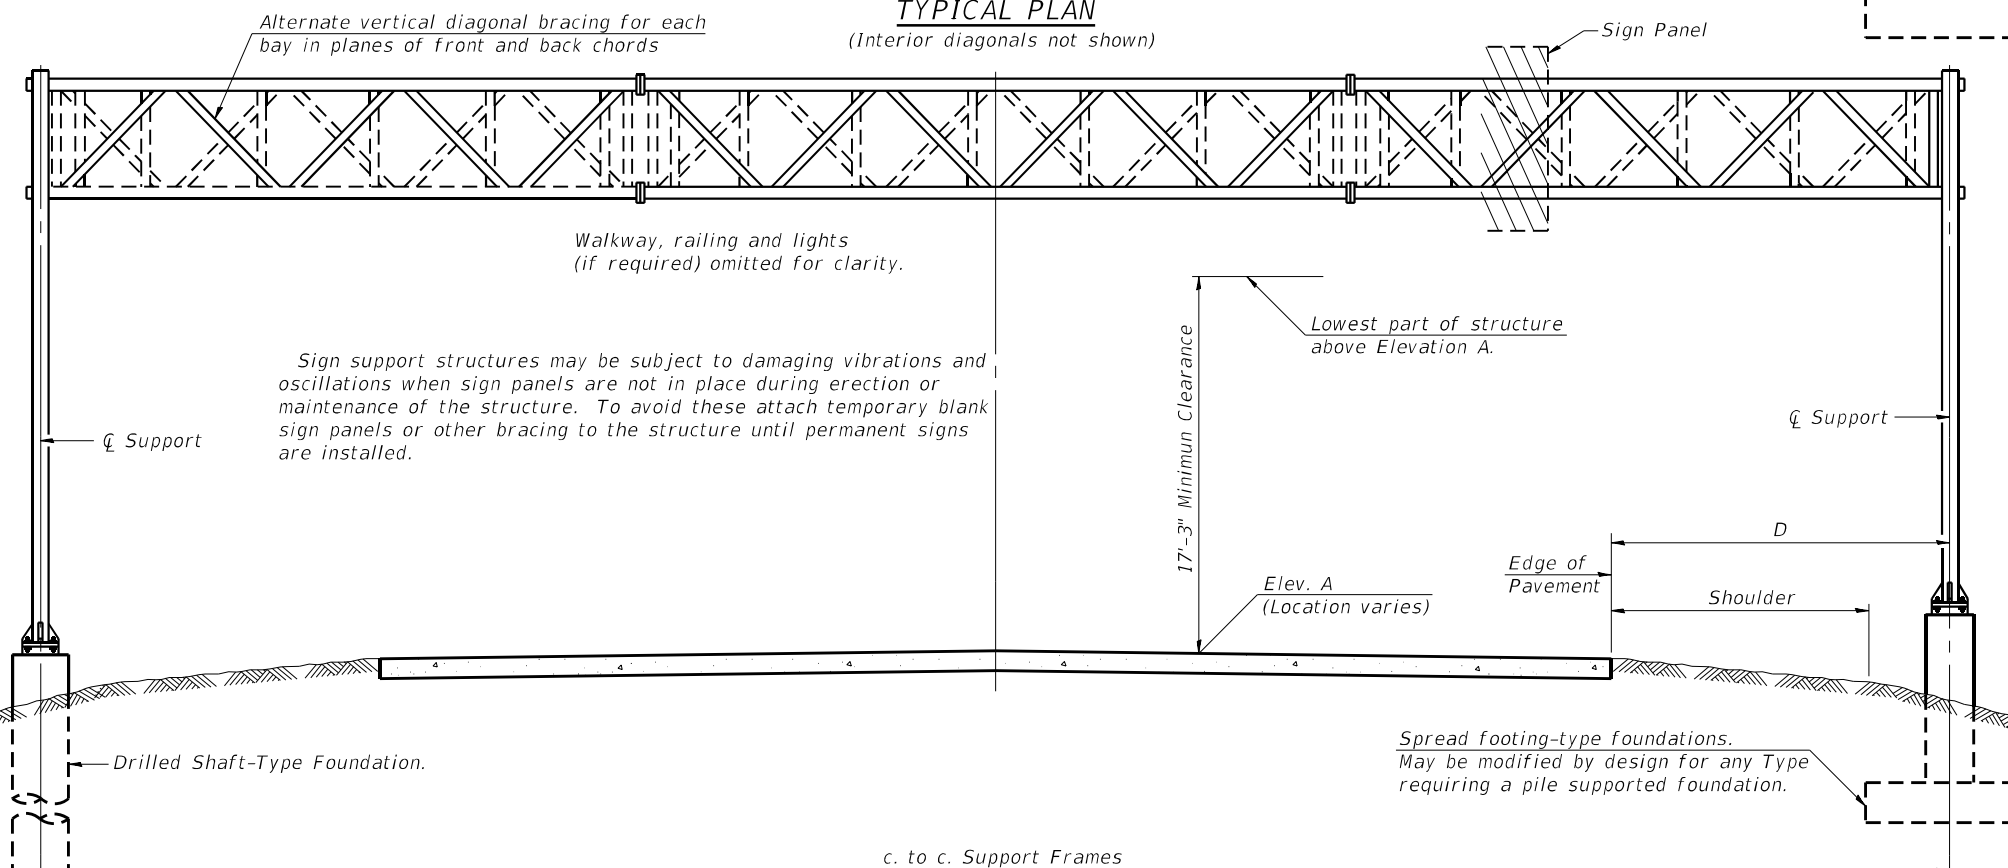 TYPICAL PLAN
(Interior diagonals not shown)
Alternate vertical diagonal bracing for each
bay in planes of front and back chords
Sign Panel
Walkway, railing and lights
(if required) omitted for clarity.
Lowest part of structure
above Elevation A.
17'-3" Minimun Clearance
Sign support structures may be subject to damaging vibrations and
oscillations when sign panels are not in place during erection or
maintenance of the structure. To avoid these attach temporary blank
sign panels or other bracing to the structure until permanent signs
are installed.
℄ Support
℄ Support
D
Edge of
Pavement
Shoulder
Elev. A
(Location varies)
Drilled Shaft-Type Foundation.
Spread footing-type foundations.
May be modified by design for any Type
requiring a pile supported foundation.
c. to c. Support Frames